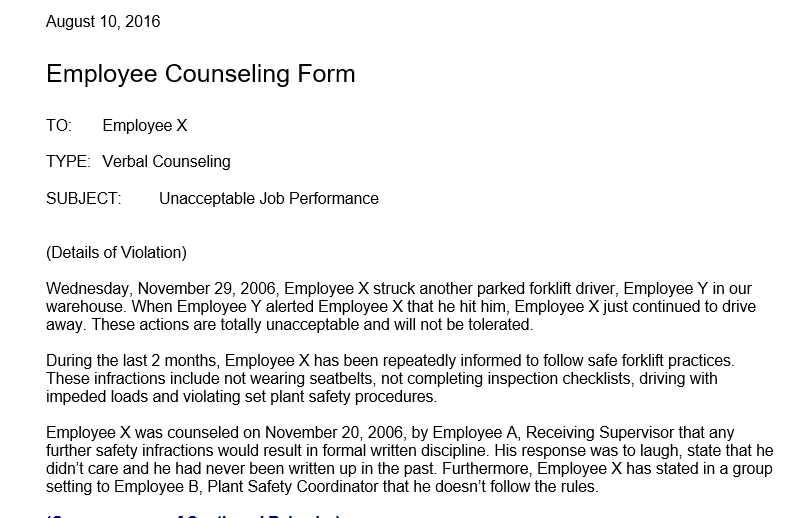 August 10, 2016
Employee Counseling Form
TO: Employee X
TYPE: Verbal Counseling
SUBJECT: Unacceptable Job Performance
(Details of Violation)
Wednesday, November 29, 2006, Employee X struck another parked forklift driver, Employee Y in our
warehouse. When Employee Y alerted Employee X that he hit him, Employee X just continued to drive
away. These actions are totally unacceptable and will not be tolerated.
During the last 2 months, Employee X has been repeatedly informed to follow safe forklift practices.
These infractions include not wearing seatbelts, not completing inspection checklists, driving with
impeded loads and violating set plant safety procedures.
Employee X was counseled on November 20, 2006, by Employee A, Receiving Supervisor that any
further safety infractions would result in formal written discipline. His response was to laugh, state that he
didn't care and he had never been written up in the past. Furthermore, Employee X has stated in a group
setting to Employee B, Plant Safety Coordinator that he doesn't follow the rules.